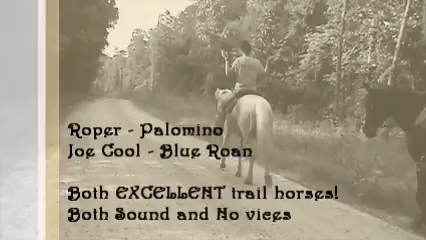 Roper - Palomino
Joe Cool - Blue Roan
Both EXCELLENT trail horses!
Both Sound and No vices